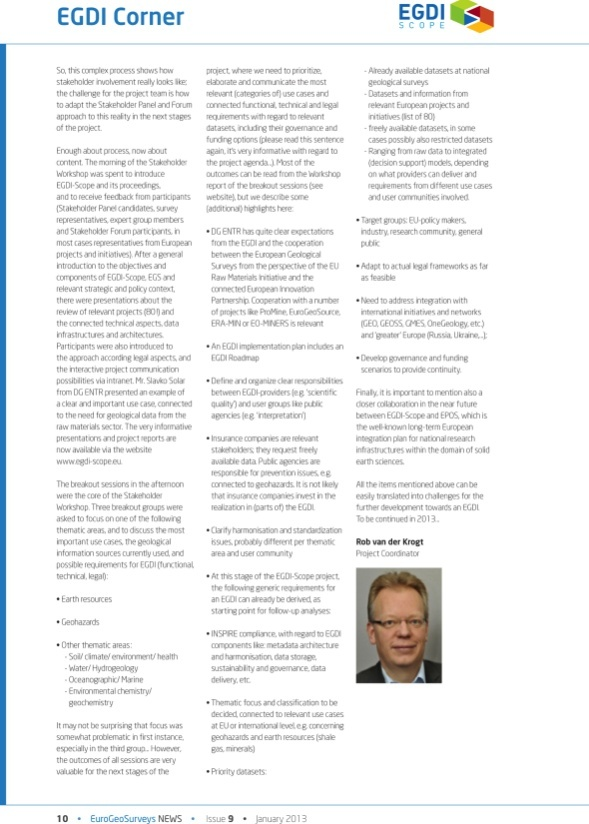 EGDI Corner
EGDI
SCOPE
So, this complex process shows how
stakeholder involvement really looks like;
the challenge for the project team is how
to adapt the Stakeholder Panel and Forum
approach to this reality in the next stages
of the project.
Enough about process, now about
content. The morning of the Stakeholder
Workshop was spent to introduce
EGDI-Scope and its proceedings,
and to receive feedback from participants
(Stakeholder Panel candidates, survey
representatives, expert group members
and Stakeholder Forum participants, in
most cases representatives from European
projects and initiatives). After a general
introduction to the objectives and
components of EGDI-Scope, EGS and
relevant strategic and policy context,
there were presentations about the
review of relevant projects (80!) and
the connected technical aspects, data
infrastructures and architectures.
Participants were also introduced to
the approach according legal aspects, and
the interactive project communication
possibilities via intranet. Mr. Slavko Solar
from DG ENTR presented an example of
a clear and important use case, connected
to the need for geological data from the
raw materials sector. The very informative
presentations and project reports are
now available via the website
www.egdi-scope.eu.
The breakout sessions in the afternoon
were the core of the Stakeholder
Workshop. Three breakout groups were
asked to focus on one of the following
thematic areas, and to discuss the most
important use cases, the geological
information sources currently used, and
possible requirements for EGDI (functional,
technical, legal):
• Earth resources
• Geohazards
• Other thematic areas:
- Soil/ climate/ environment/ health
- Water/ Hydrogeology
- Oceanographic/ Marine
- Environmental chemistry/
geochemistry
It may not be surprising that focus was
somewhat problematic in first instance,
especially in the third group... However,
the outcomes of all sessions are very
valuable for the next stages of the
project, where we need to prioritize,
elaborate and communicate the most
relevant (categories of) use cases and
connected functional, technical and legal
requirements with regard to relevant
datasets, including their governance and
funding options (please read this sentence
again, it's very informative with regard to
the project agenda...). Most of the
outcomes can be read from the Workshop
report of the breakout sessions (see
website), but we describe some
(additional) highlights here:
• DG ENTR has quite clear expectations
from the EGDI and the cooperation
between the European Geological
Surveys from the perspective of the EU
Raw Materials Initiative and the
connected European Innovation
Partnership. Cooperation with a number
of projects like ProMine, EuroGeoSource,
ERA-MIN or EO-MINERS is relevant
• An EGDI implementation plan includes an
EGDI Roadmap
• Define and organize clear responsibilities
between EGDI-providers (e.g. 'scientific
quality') and user groups like public
agencies (e.g. 'interpretation')
• Insurance companies are relevant
stakeholders; they request freely
available data. Public agencies are
responsible for prevention issues, e.g.
connected to geohazards. It is not likely
that insurance companies invest in the
realization in (parts of) the EGDI.
• Clarify harmonisation and standardization
issues, probably different per thematic
area and user community
• At this stage of the EGDI-Scope project,
the following generic requirements for
an EGDI can already be derived, as
starting point for follow-up analyses:
• INSPIRE compliance, with regard to EGDI
components like: metadata architecture
and harmonisation, data storage,
sustainability and governance, data
delivery, etc.
• Thematic focus and classification to be
decided, connected to relevant use cases
at EU or international level, e.g. concerning
geohazards and earth resources (shale
gas, minerals)
• Priority datasets:
- Already available datasets at national
geological surveys
- Datasets and information from
relevant European projects and
initiatives (list of 80)
- freely available datasets, in some
cases possibly also restricted datasets
- Ranging from raw data to integrated
(decision support) models, depending
on what providers can deliver and
requirements from different use cases
and user communities involved.
• Target groups: EU-policy makers,
industry, research community, general
public
• Adapt to actual legal frameworks as far
as feasible
• Need to address integration with
international initiatives and networks
(GEO, GEOSS, GMES, OneGeology, etc.)
and 'greater' Europe (Russia, Ukraine,..);
• Develop governance and funding
scenarios to provide continuity.
Finally, it is important to mention also a
closer collaboration in the near future
between EGDI-Scope and EPOS, which is
the well-known long-term European
integration plan for national research
infrastructures within the domain of solid
earth sciences.
All the items mentioned above can be
easily translated into challenges for the
further development towards an EGDI.
To be continued in 2013...
Rob van der Krogt
Project Coordinator
10 • EuroGeoSurveys NEWS • Issue 9 • January 2013